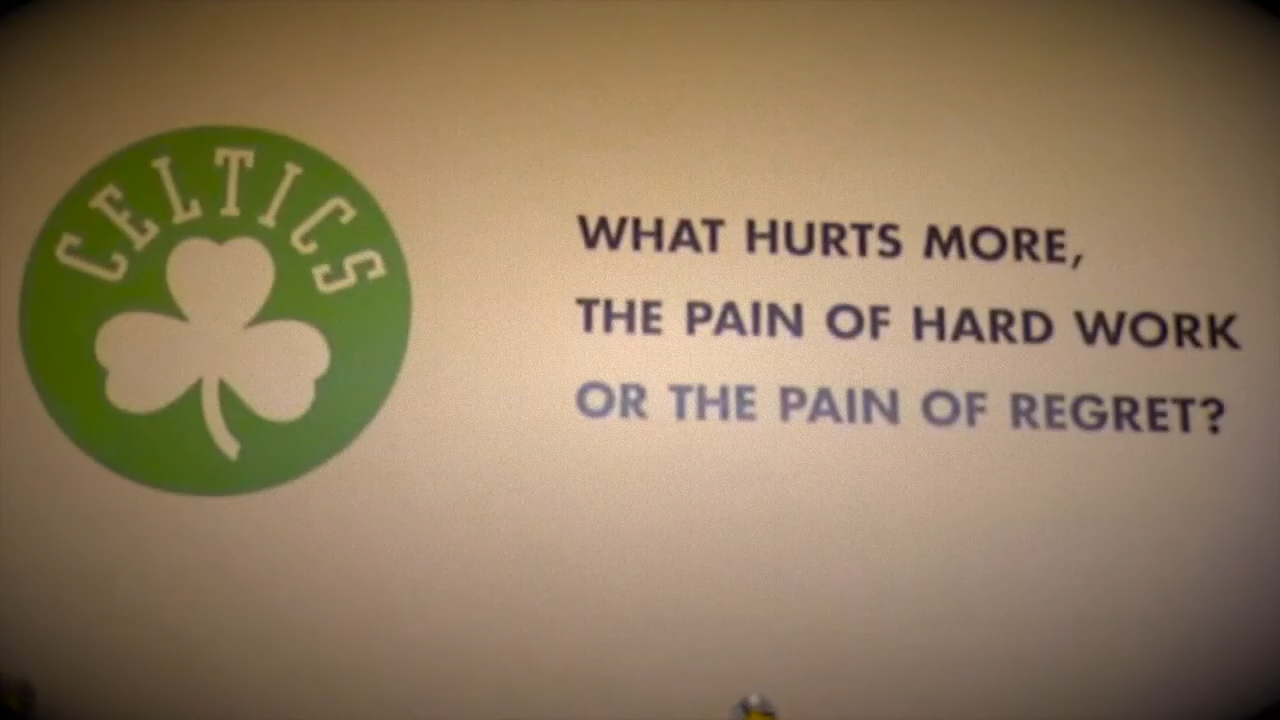 CELTICS
WHAT HURTS MORE,
THE PAIN OF HARD WORK
OR THE PAIN OF REGRET?